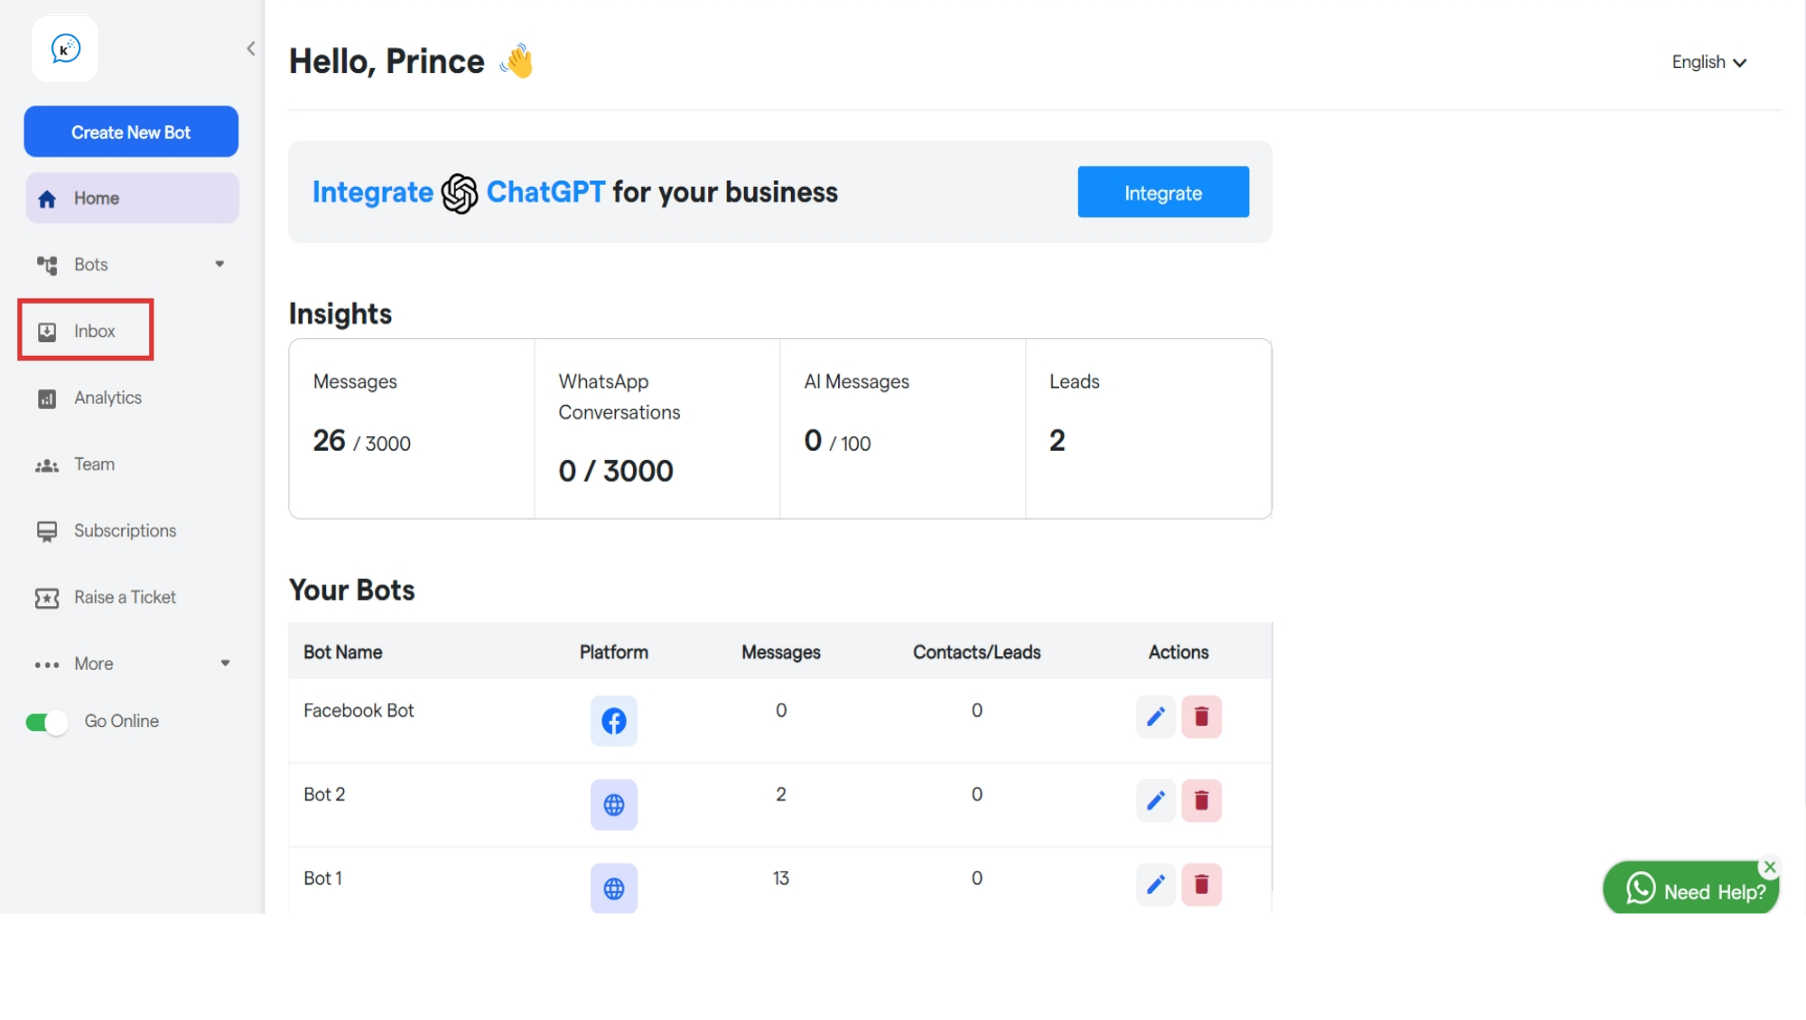 k
Create New Bot
Home
Bots
Inbox
Analytics
Team
Subscriptions
Raise a Ticket
More
Go Online
Hello, Prince
English
Integrate ChatGPT for your business
Integrate
Insights
Messages
26 / 3000
WhatsApp
Conversations
0 / 3000
AI Messages
0 / 100
Leads
2
Your Bots
Bot Name Platform Messages Contacts/Leads Actions
Facebook Bot 0 0
Bot 2 2 0
Bot 1 13 0
Need Help?